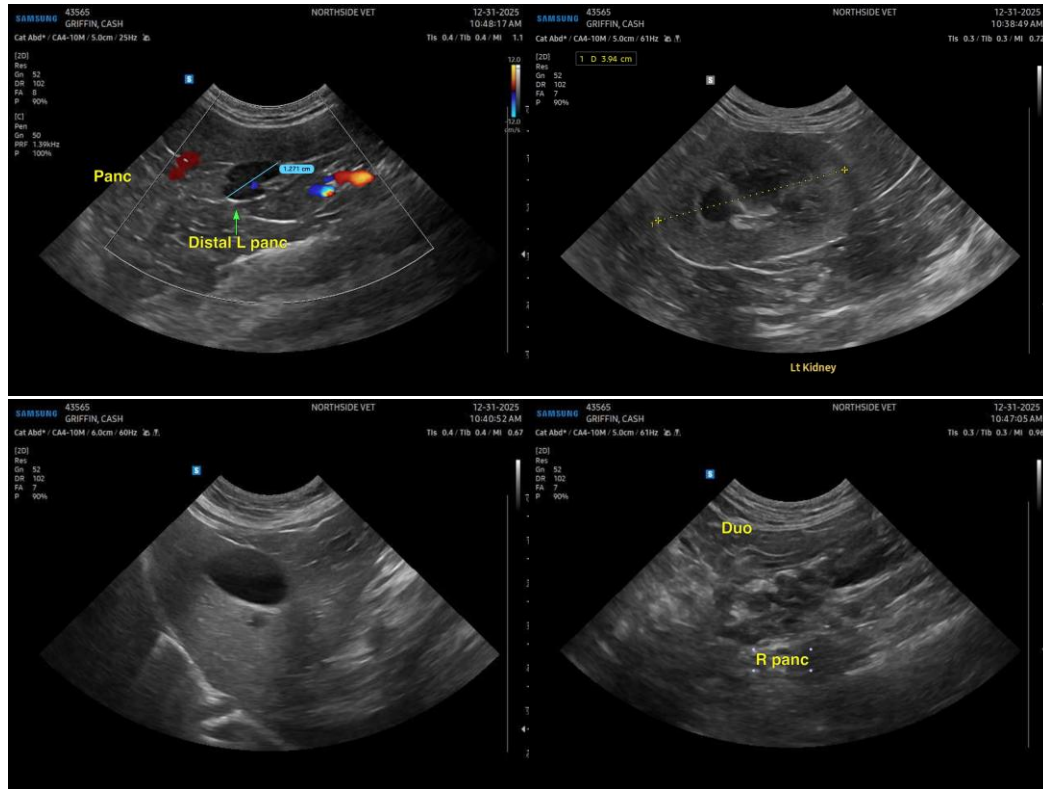 SAMSUNG
43565
GRIFFIN, CASH
NORTHSIDE VET
12-31-2025
10:48:17 AM
Cat Abd* / CA4-10M / 5.0cm / 25Hz
TIs 0.4 / TIb 0.4 / MI 1.1
[2D]
Res
Gn 52
DR 102
FA 8
P 90%
[C]
Pen
Gn 50
PRF 1.39kHz
P 100%
S
12.0
-12.0
cm/s
1.271 cm
Panc
Distal L panc
SAMSUNG
43565
GRIFFIN, CASH
NORTHSIDE VET
12-31-2025
10:38:49 AM
Cat Abd* / CA4-10M / 5.0cm / 61Hz
TIs 0.3 / TIb 0.3 / MI 0.72
1 D 3.94 cm
[2D]
Res
Gn 52
DR 102
FA 7
P 90%
S
1
Lt Kidney
SAMSUNG
43565
GRIFFIN, CASH
NORTHSIDE VET
12-31-2025
10:40:52 AM
Cat Abd* / CA4-10M / 6.0cm / 60Hz
TIs 0.4 / TIb 0.4 / MI 0.67
[2D]
Res
Gn 52
DR 102
FA 7
P 90%
S
SAMSUNG
43565
GRIFFIN, CASH
NORTHSIDE VET
12-31-2025
10:47:05 AM
Cat Abd* / CA4-10M / 5.0cm / 61Hz
TIs 0.3 / TIb 0.3 / MI 0.96
[2D]
Res
Gn 52
DR 102
FA 7
P 90%
S
Duo
R panc